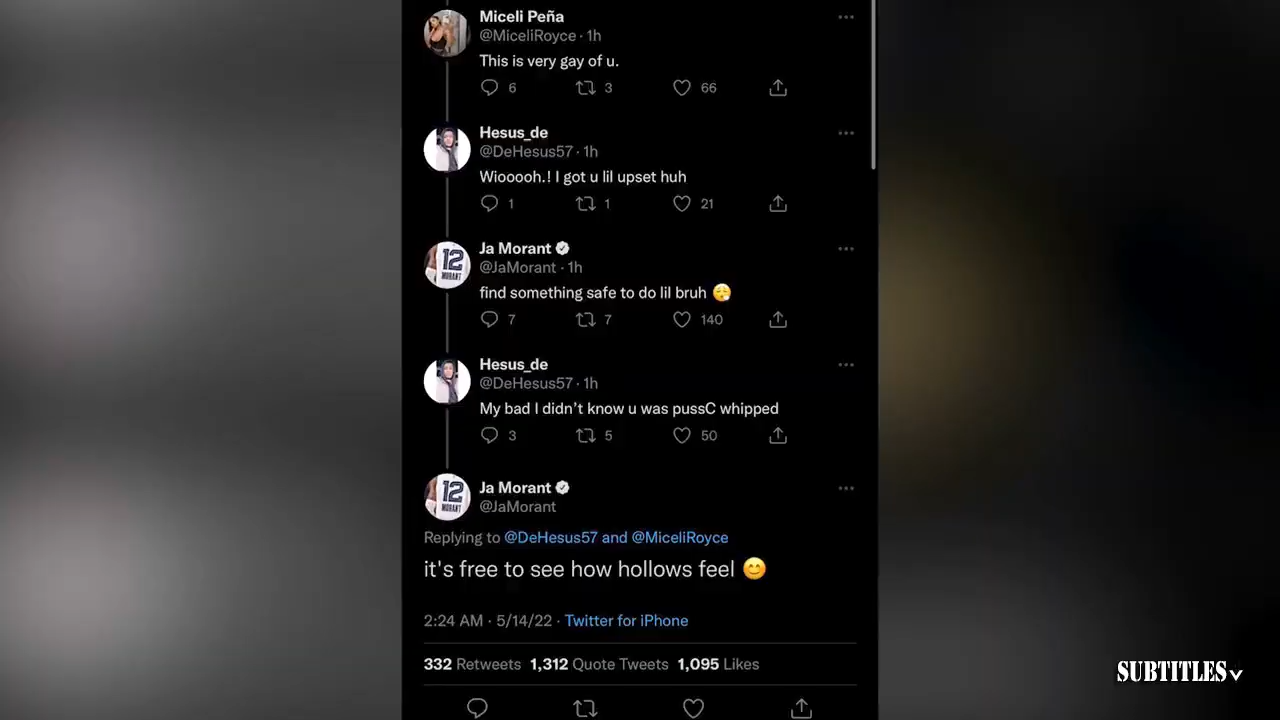 Miceli Peña
@MiceliRoyce · 1h
This is very gay of u.
6 3 66
Hesus_de
@DeHesus57 · 1h
Wiooooh.! I got u lil upset huh
1 1 21
Ja Morant
@JaMorant · 1h
find something safe to do lil bruh 😮‍💨
7 7 140
Hesus_de
@DeHesus57 · 1h
My bad I didn’t know u was pussC whipped
3 5 50
Ja Morant
@JaMorant
Replying to @DeHesus57 and @MiceliRoyce
it's free to see how hollows feel 😊
2:24 AM · 5/14/22 · Twitter for iPhone
332 Retweets 1,312 Quote Tweets 1,095 Likes
SUBTITLES
12
MORANT
12
MORANT